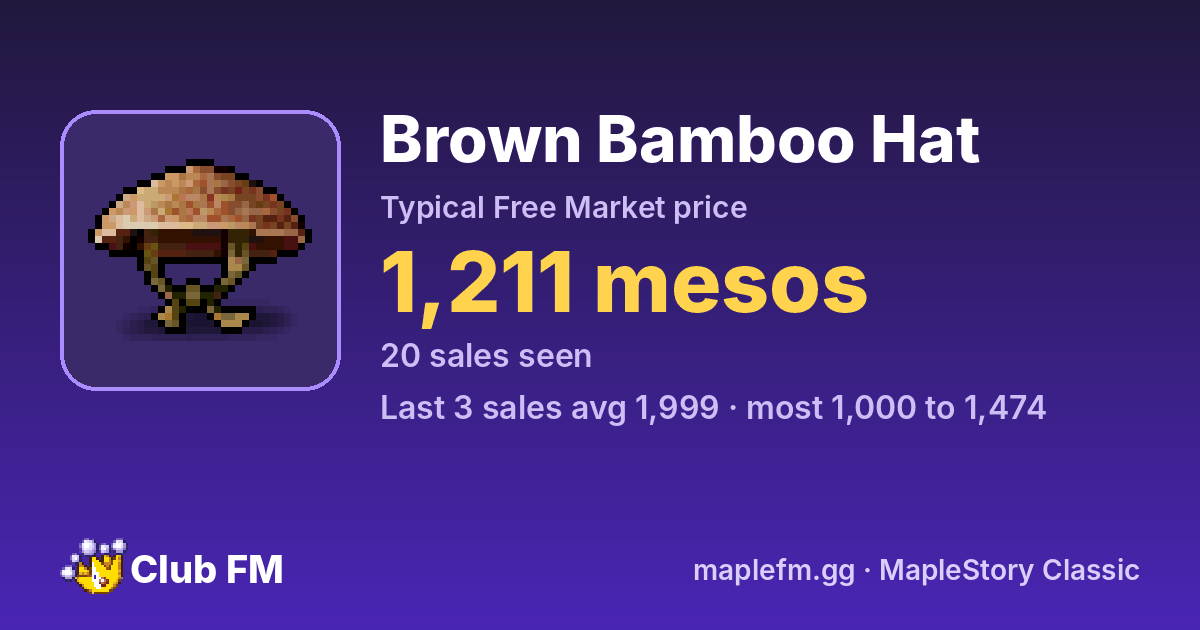 Brown Bamboo Hat
Typical Free Market price
1,211 mesos
20 sales seen
Last 3 sales avg 1,999 · most 1,000 to 1,474
Club FM
maplefm.gg · MapleStory Classic